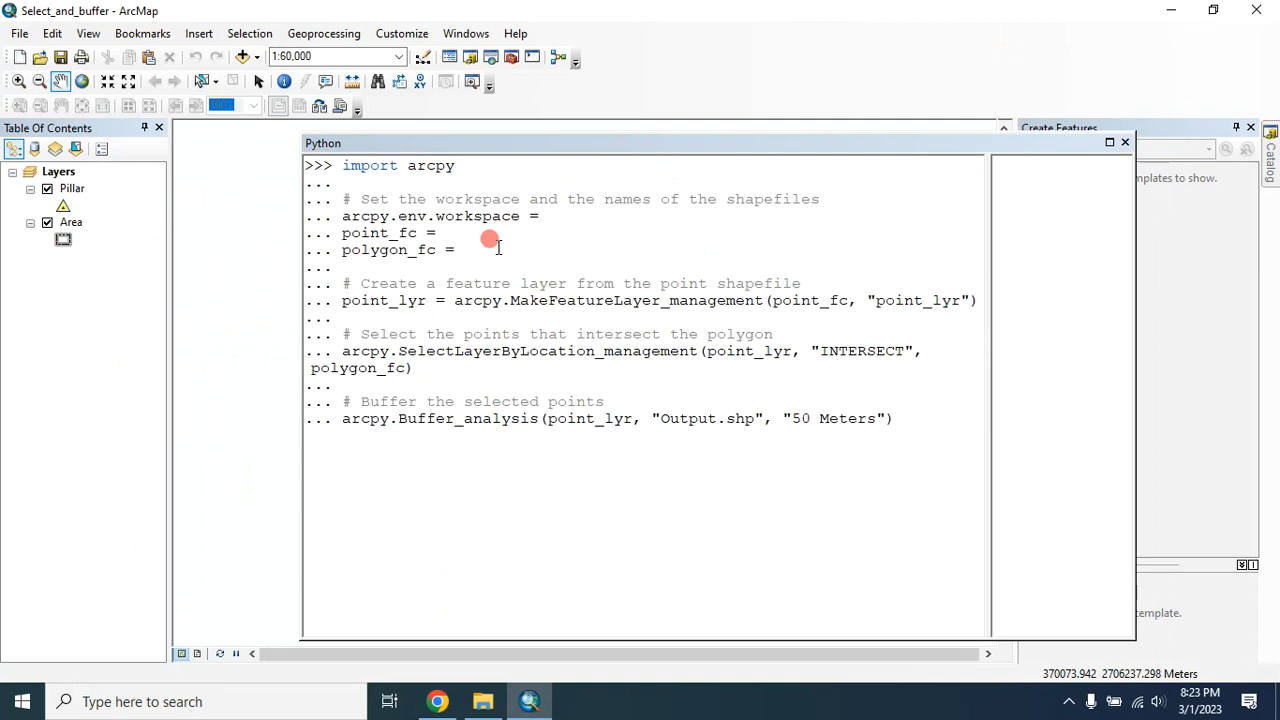 Select_and_buffer - ArcMap
File Edit View Bookmarks Insert Selection Geoprocessing Customize Windows Help
1:60,000
Table Of Contents
Layers
Pillar
Area
Create Features
Catalog
mplates to show.
template.
Python
>>> import arcpy
...
... # Set the workspace and the names of the shapefiles
... arcpy.env.workspace =
... point_fc =
... polygon_fc =
...
... # Create a feature layer from the point shapefile
... point_lyr = arcpy.MakeFeatureLayer_management(point_fc, "point_lyr")
...
... # Select the points that intersect the polygon
... arcpy.SelectLayerByLocation_management(point_lyr, "INTERSECT",
polygon_fc)
...
... # Buffer the selected points
... arcpy.Buffer_analysis(point_lyr, "Output.shp", "50 Meters")
370073.942 2706237.298 Meters
Type here to search
8:23 PM
3/1/2023